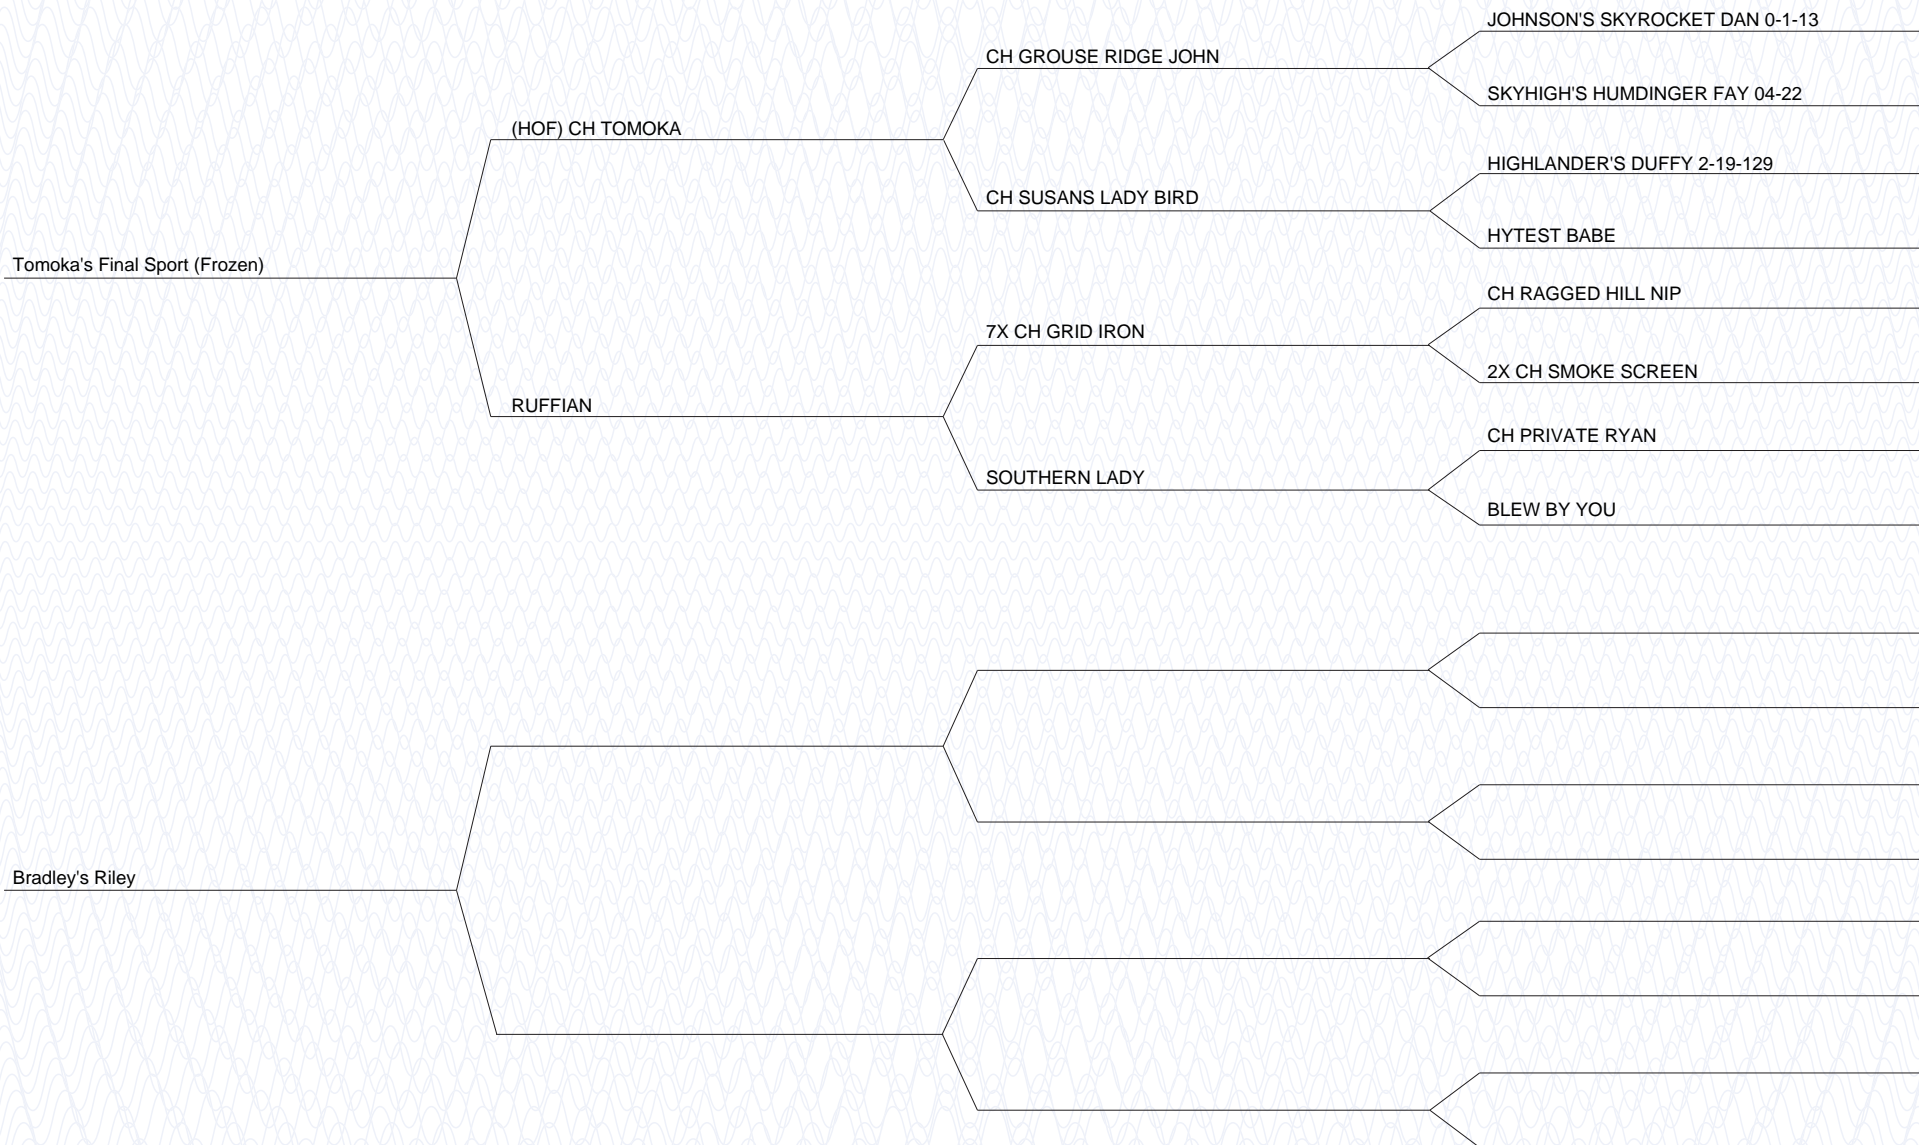 JOHNSON'S SKYROCKET DAN 0-1-13
CH GROUSE RIDGE JOHN
SKYHIGH'S HUMDINGER FAY 04-22
(HOF) CH TOMOKA
HIGHLANDER'S DUFFY 2-19-129
CH SUSANS LADY BIRD
HYTEST BABE
Tomoka's Final Sport (Frozen)
CH RAGGED HILL NIP
7X CH GRID IRON
2X CH SMOKE SCREEN
RUFFIAN
CH PRIVATE RYAN
SOUTHERN LADY
BLEW BY YOU
Bradley's Riley